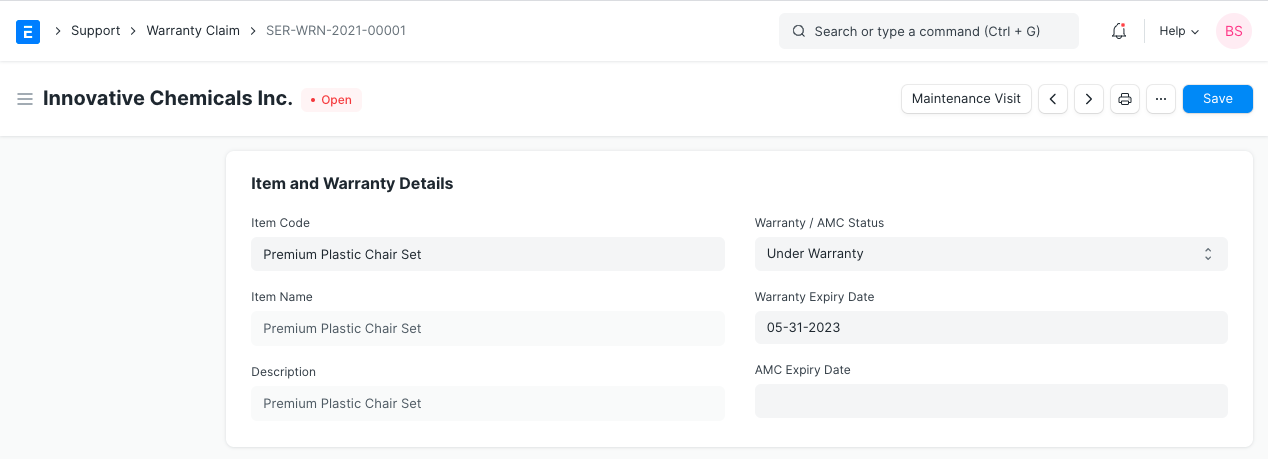 E > Support > Warranty Claim > SER-WRN-2021-00001 Search or type a command (Ctrl + G) Help BS
Innovative Chemicals Inc. • Open Maintenance Visit < > ... Save
Item and Warranty Details
Item Code
Premium Plastic Chair Set
Item Name
Premium Plastic Chair Set
Description
Premium Plastic Chair Set
Warranty / AMC Status
Under Warranty
Warranty Expiry Date
05-31-2023
AMC Expiry Date